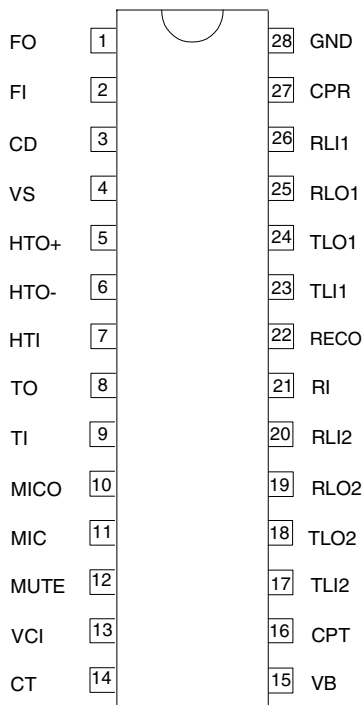 FO 1 28 GND
FI 2 27 CPR
CD 3 26 RLI1
VS 4 25 RLO1
HTO+ 5 24 TLO1
HTO- 6 23 TLI1
HTI 7 22 RECO
TO 8 21 RI
TI 9 20 RLI2
MICO 10 19 RLO2
MIC 11 18 TLO2
MUTE 12 17 TLI2
VCI 13 16 CPT
CT 14 15 VB